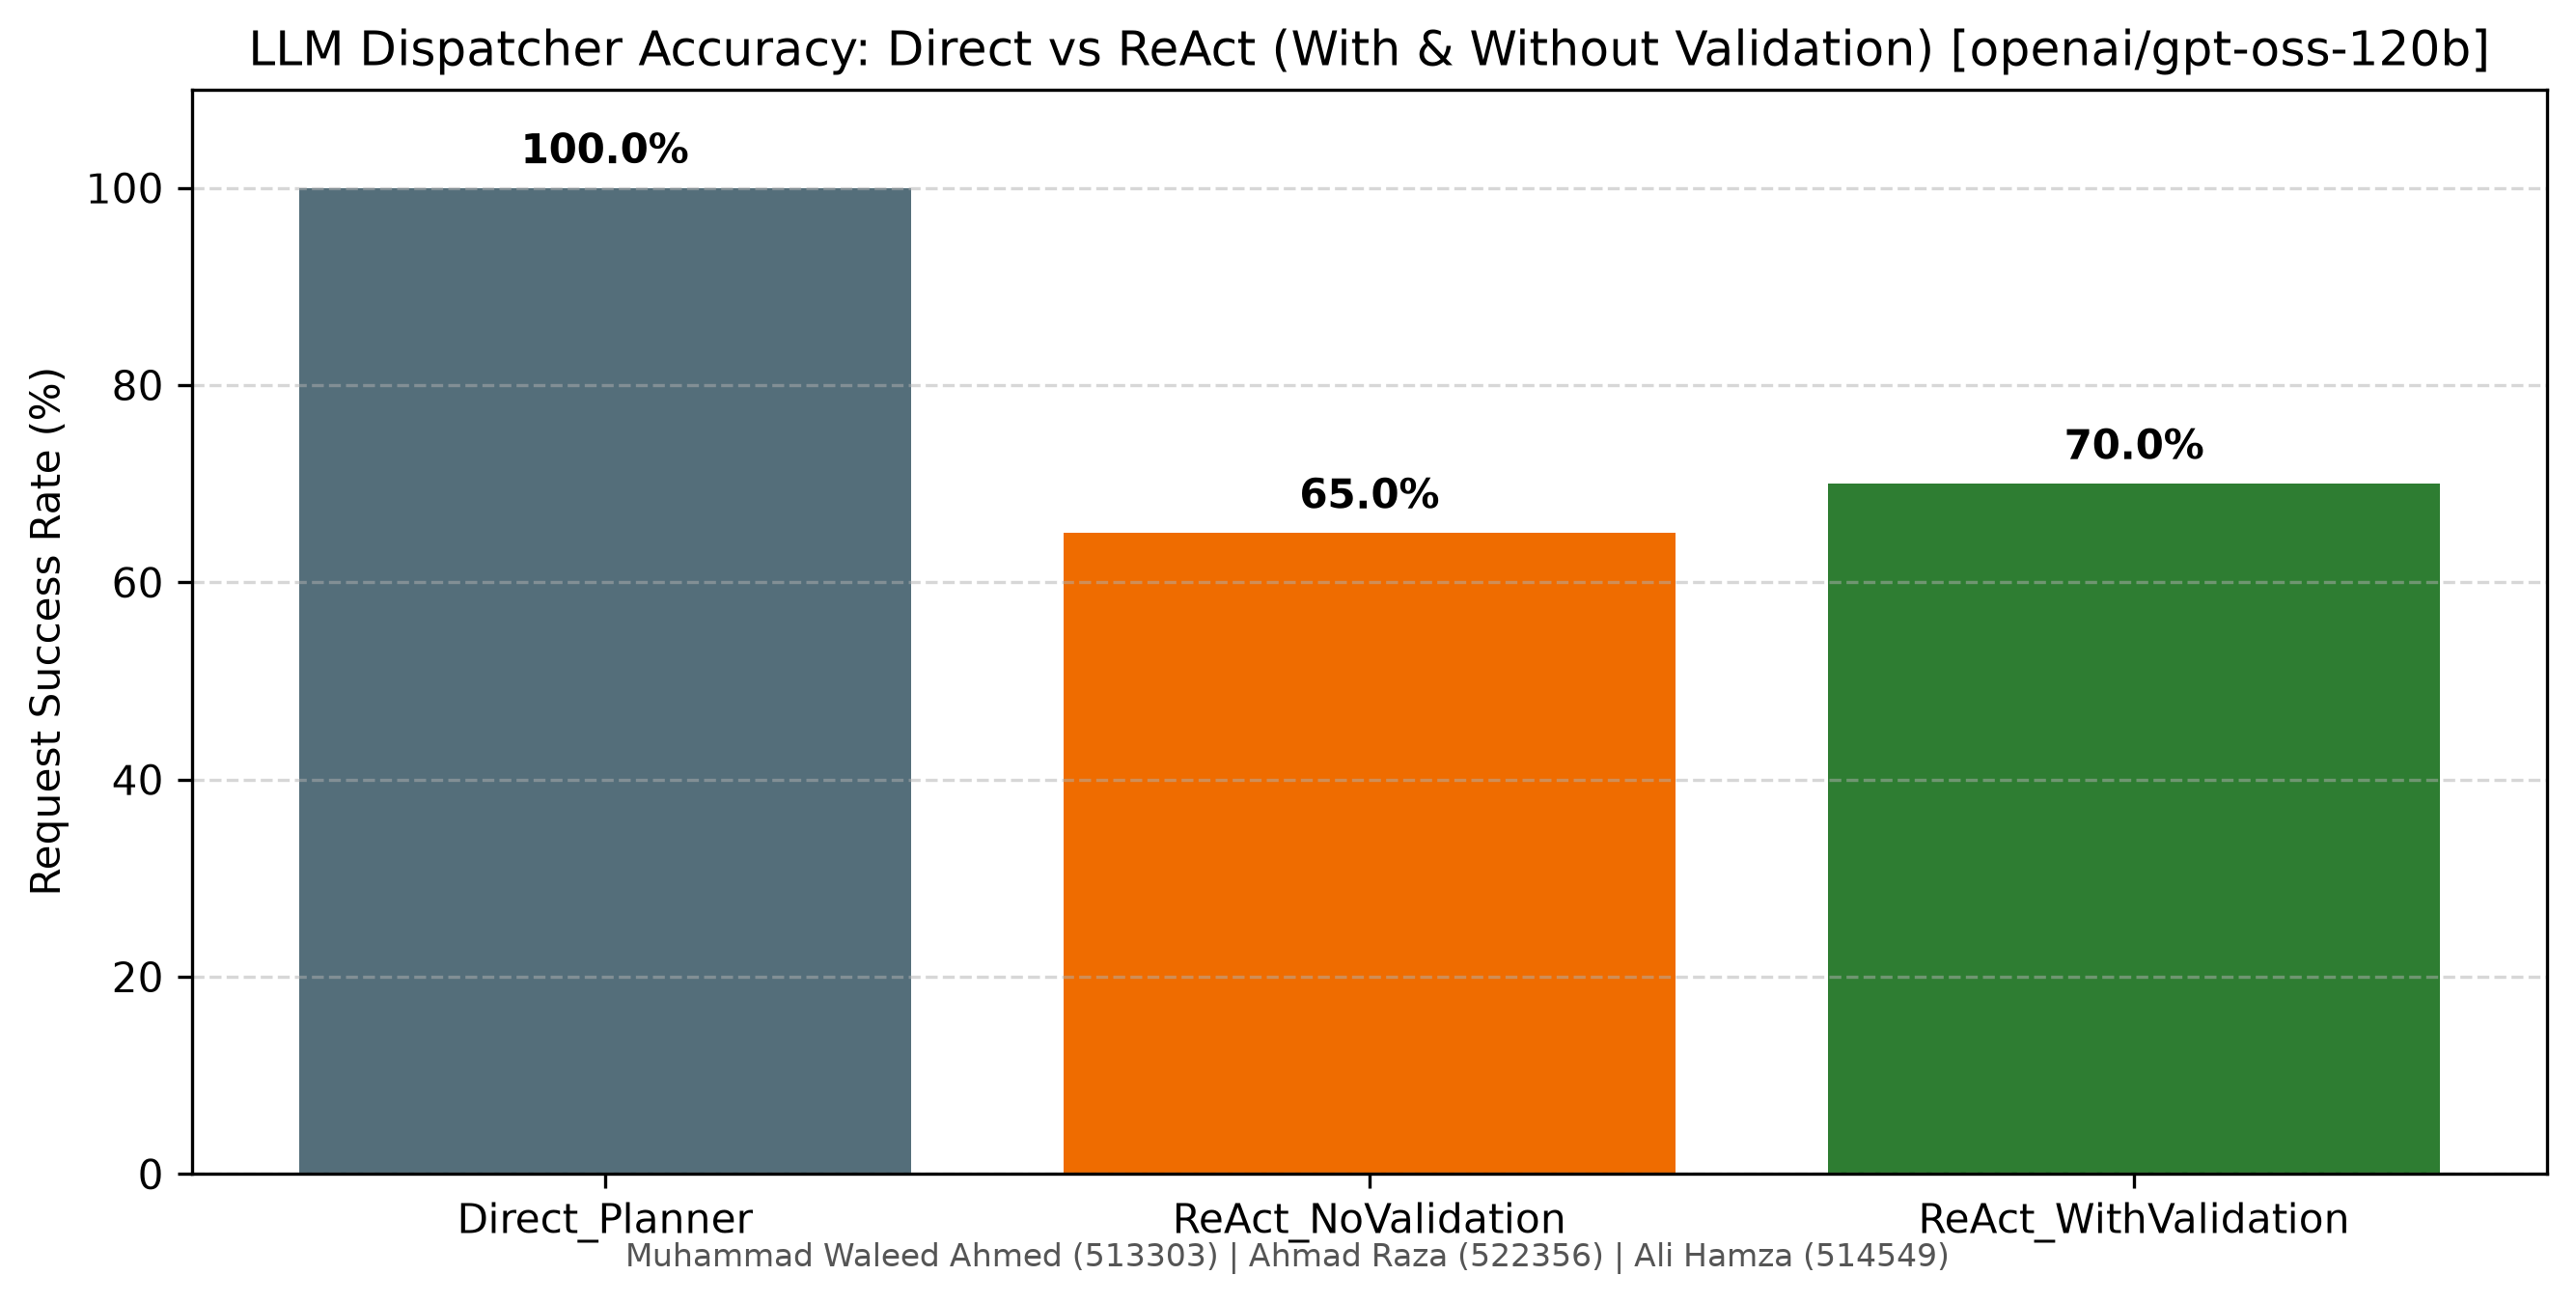 LLM Dispatcher Accuracy: Direct vs ReAct (With & Without Validation) [openai/gpt-oss-120b]
Request Success Rate (%)
100
80
60
40
20
0
100.0%
65.0%
70.0%
Direct_Planner
ReAct_NoValidation
ReAct_WithValidation
Muhammad Waleed Ahmed (513303) | Ahmad Raza (522356) | Ali Hamza (514549)